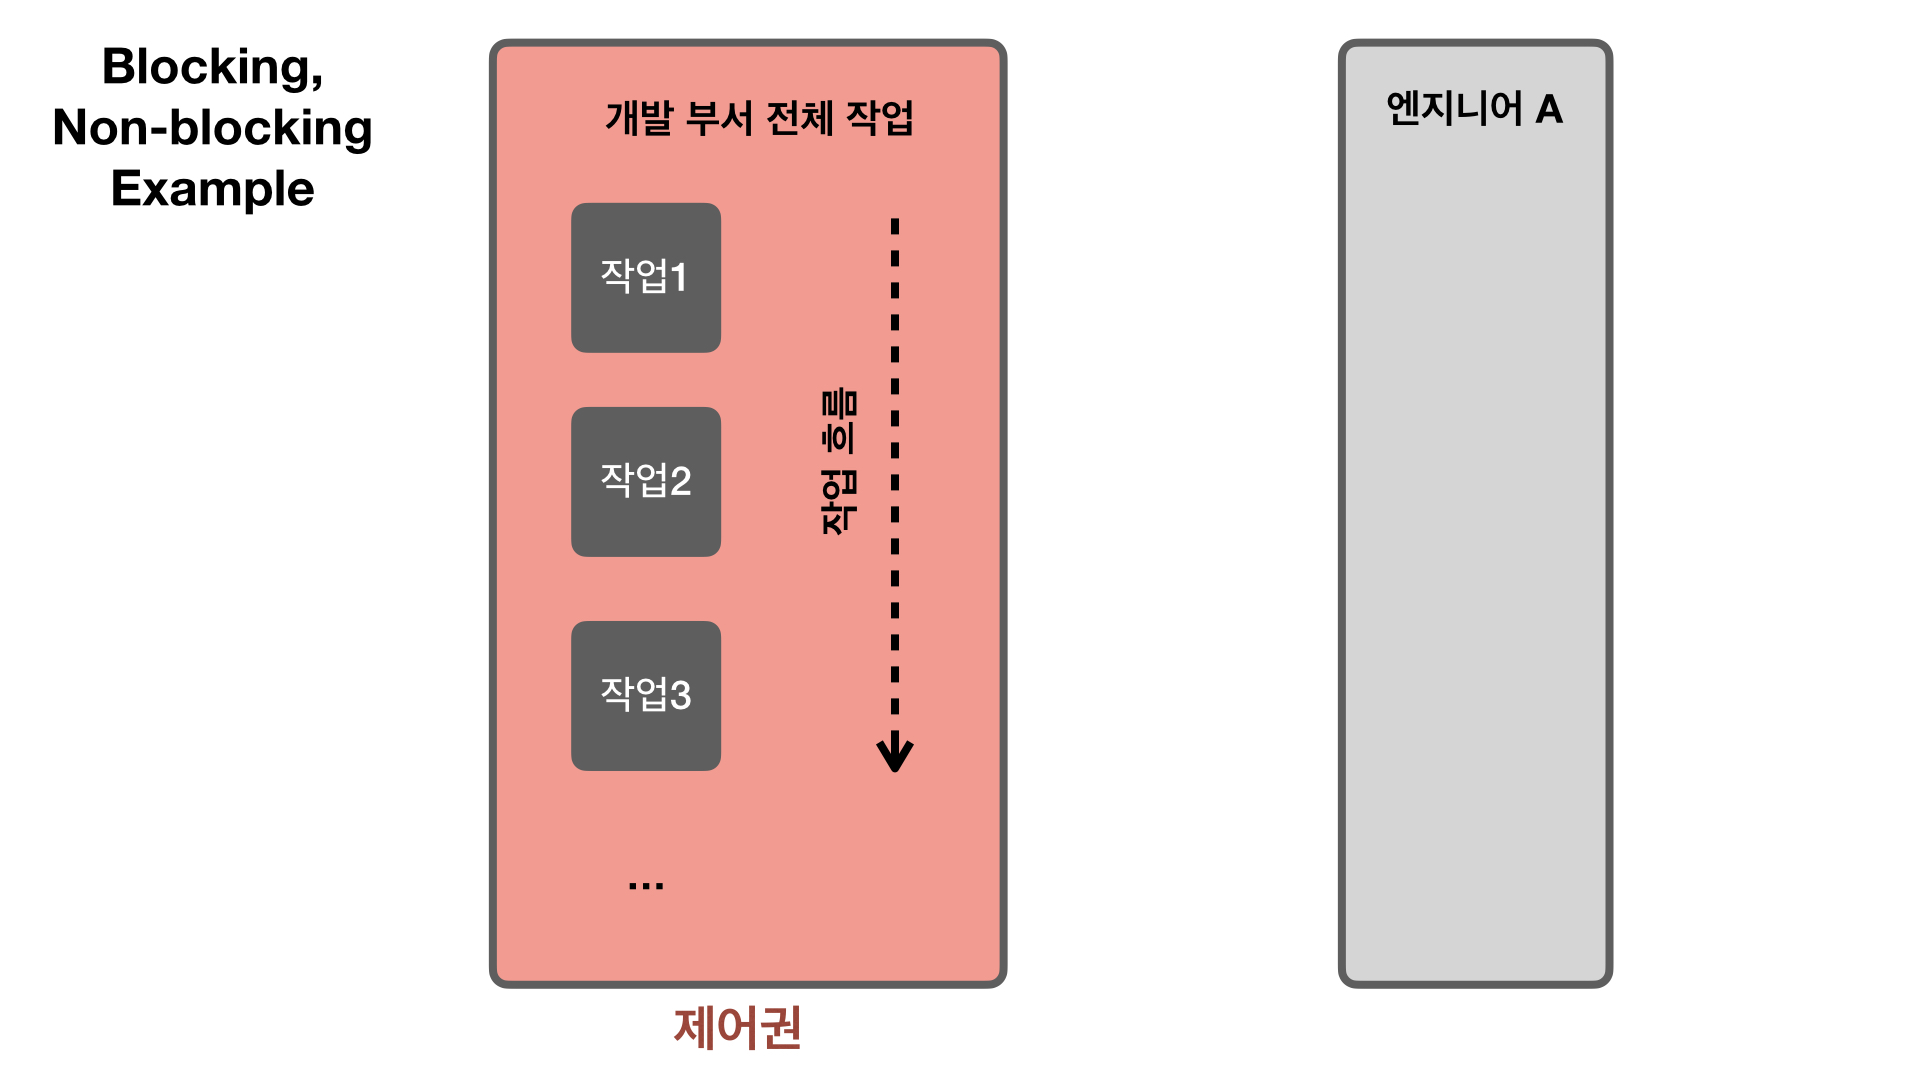 Blocking,
Non-blocking
Example
개발 부서 전체 작업
작업1
작업2
작업3
...
작업 흐름
제어권
엔지니어 A